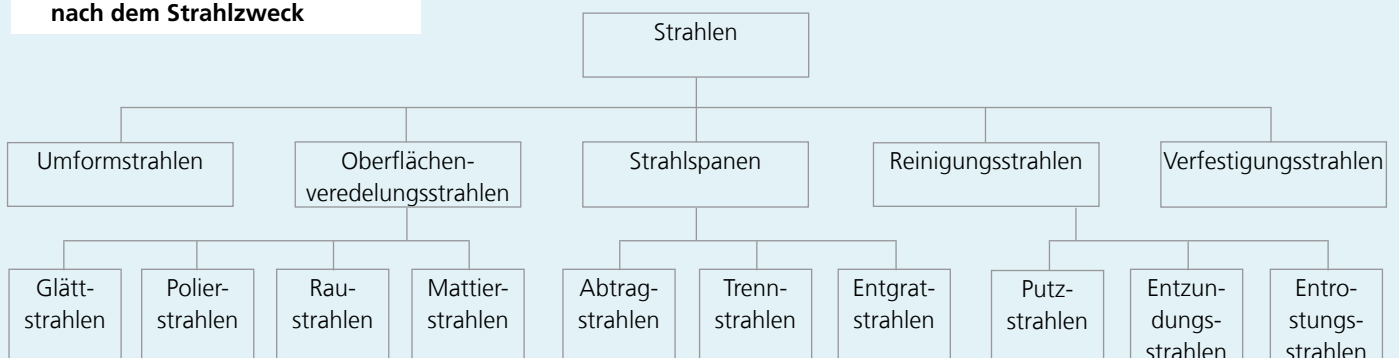 nach dem Strahlzweck
Strahlen
Umformstrahlen
Oberflächen-
veredelungsstrahlen
Strahlspanen
Reinigungsstrahlen
Verfestigungsstrahlen
Glätt-
strahlen
Polier-
strahlen
Rau-
strahlen
Mattier-
strahlen
Abtrag-
strahlen
Trenn-
strahlen
Entgrat-
strahlen
Putz-
strahlen
Entzun-
dungs-
strahlen
Entro-
stungs-
strahlen